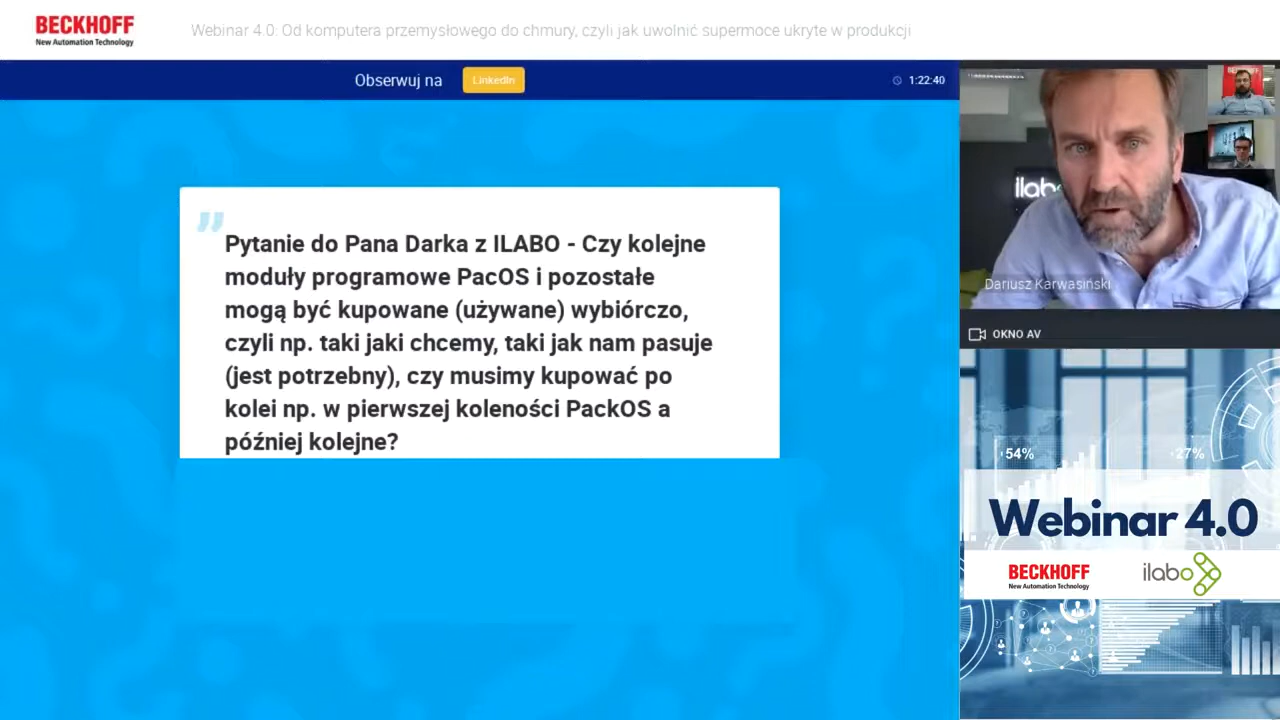 BECKHOFF
New Automation Technology
Webinar 4.0: Od komputera przemysłowego do chmury, czyli jak uwolnić supermoce ukryte w produkcji
Obserwuj na
LinkedIn
1:22:40
Pytanie do Pana Darka z ILABO - Czy kolejne
moduły programowe PacOS i pozostałe
mogą być kupowane (używane) wybiórczo,
czyli np. taki jaki chcemy, taki jak nam pasuje
(jest potrzebny), czy musimy kupować po
kolei np. w pierwszej koleności PackOS a
później kolejne?
ilabo
Dariusz Karwasiński
OKNO AV
54%
27%
Webinar 4.0
BECKHOFF
New Automation Technology
ilabo